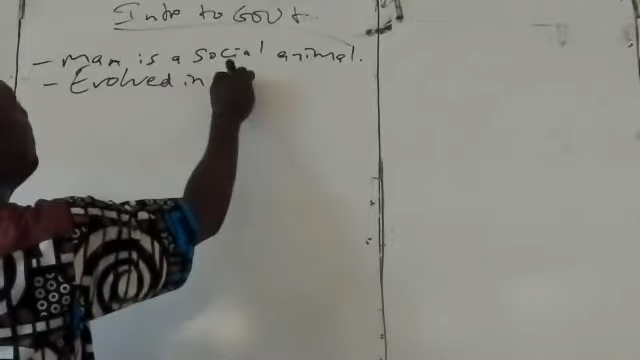 Intro to GOVT.
- Man is a social animal.
- Evolved in